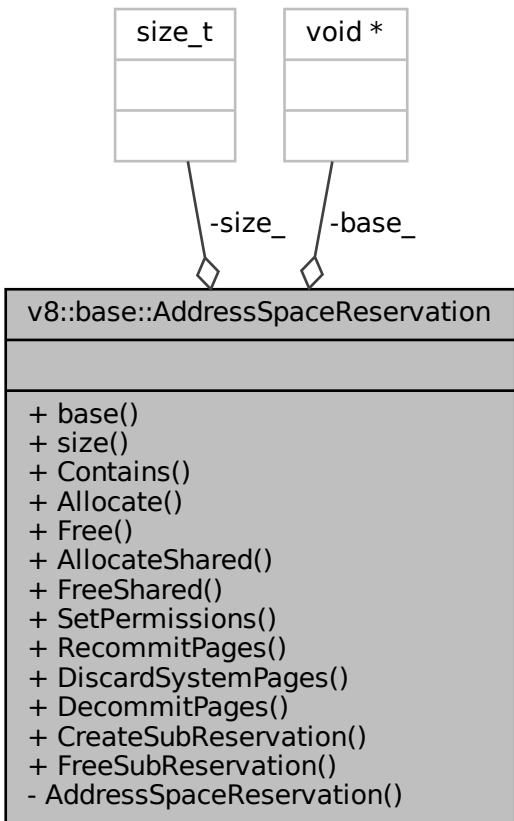 size_t
void *
-size_
-base_
v8::base::AddressSpaceReservation
+ base()
+ size()
+ Contains()
+ Allocate()
+ Free()
+ AllocateShared()
+ FreeShared()
+ SetPermissions()
+ RecommitPages()
+ DiscardSystemPages()
+ DecommitPages()
+ CreateSubReservation()
+ FreeSubReservation()
- AddressSpaceReservation()